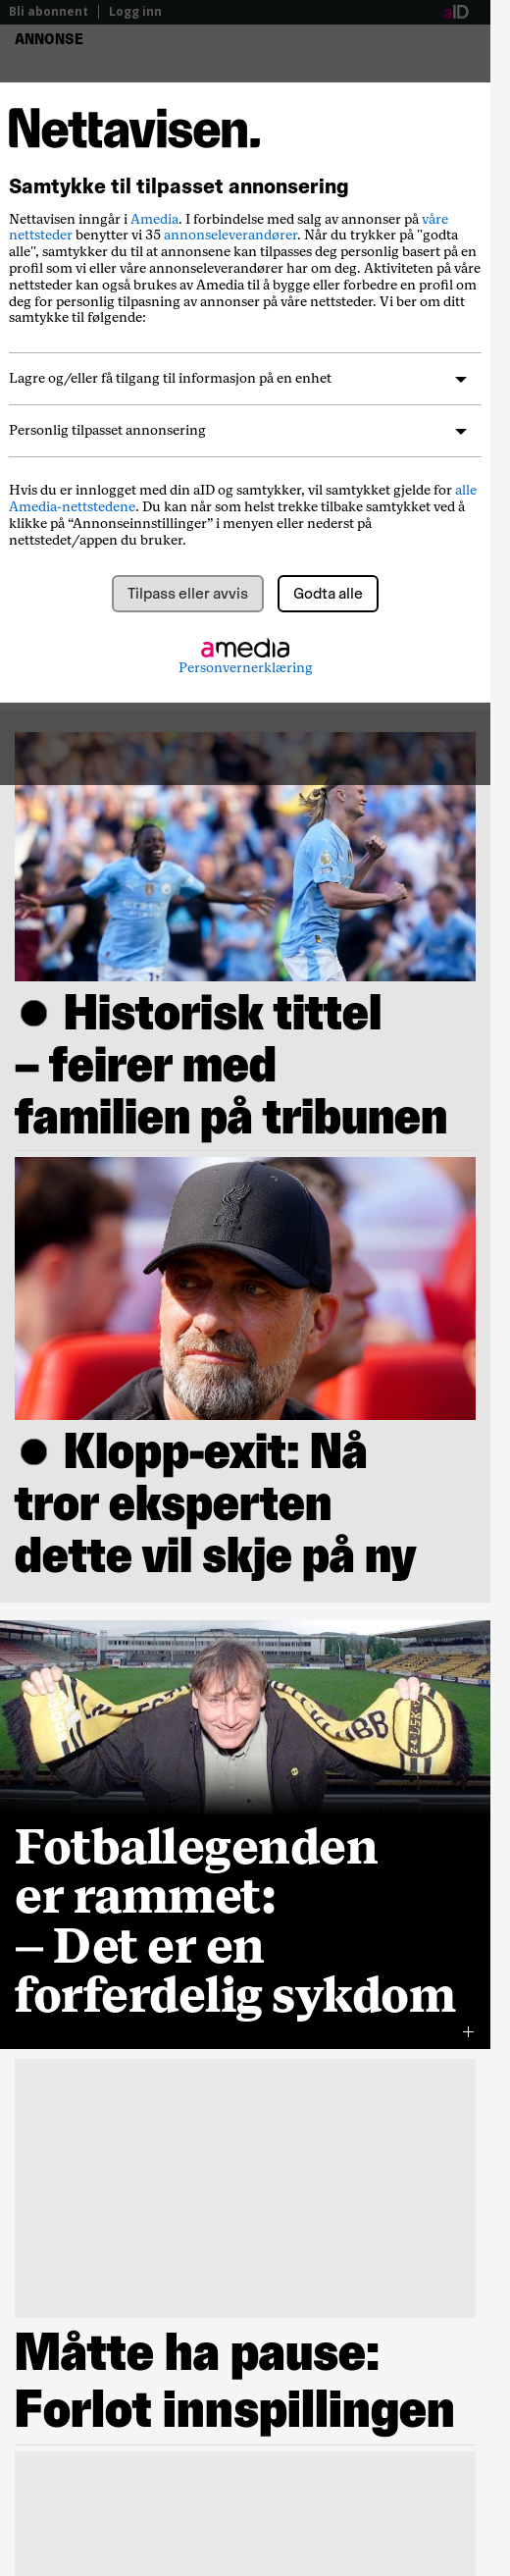 Bli abonnent | Logg inn aID
ANNONSE
Nettavisen.
Samtykke til tilpasset annonsering
Nettavisen inngår i Amedia. I forbindelse med salg av annonser på våre
nettsteder benytter vi 35 annonseleverandører. Når du trykker på "godta
alle", samtykker du til at annonsene kan tilpasses deg personlig basert på en
profil som vi eller våre annonseleverandører har om deg. Aktiviteten på våre
nettsteder kan også brukes av Amedia til å bygge eller forbedre en profil om
deg for personlig tilpasning av annonser på våre nettsteder. Vi ber om ditt
samtykke til følgende:
Lagre og/eller få tilgang til informasjon på en enhet
Personlig tilpasset annonsering
Hvis du er innlogget med din aID og samtykker, vil samtykket gjelde for alle
Amedia-nettstedene. Du kan når som helst trekke tilbake samtykket ved å
klikke på “Annonseinnstillinger” i menyen eller nederst på
nettstedet/appen du bruker.
Tilpass eller avvis Godta alle
amedia
Personvernerklæring
● Historisk tittel
– feirer med
familien på tribunen
● Klopp-exit: Nå
tror eksperten
dette vil skje på ny
Fotballegenden
er rammet:
– Det er en
forferdelig sykdom
+
Måtte ha pause:
Forlot innspillingen